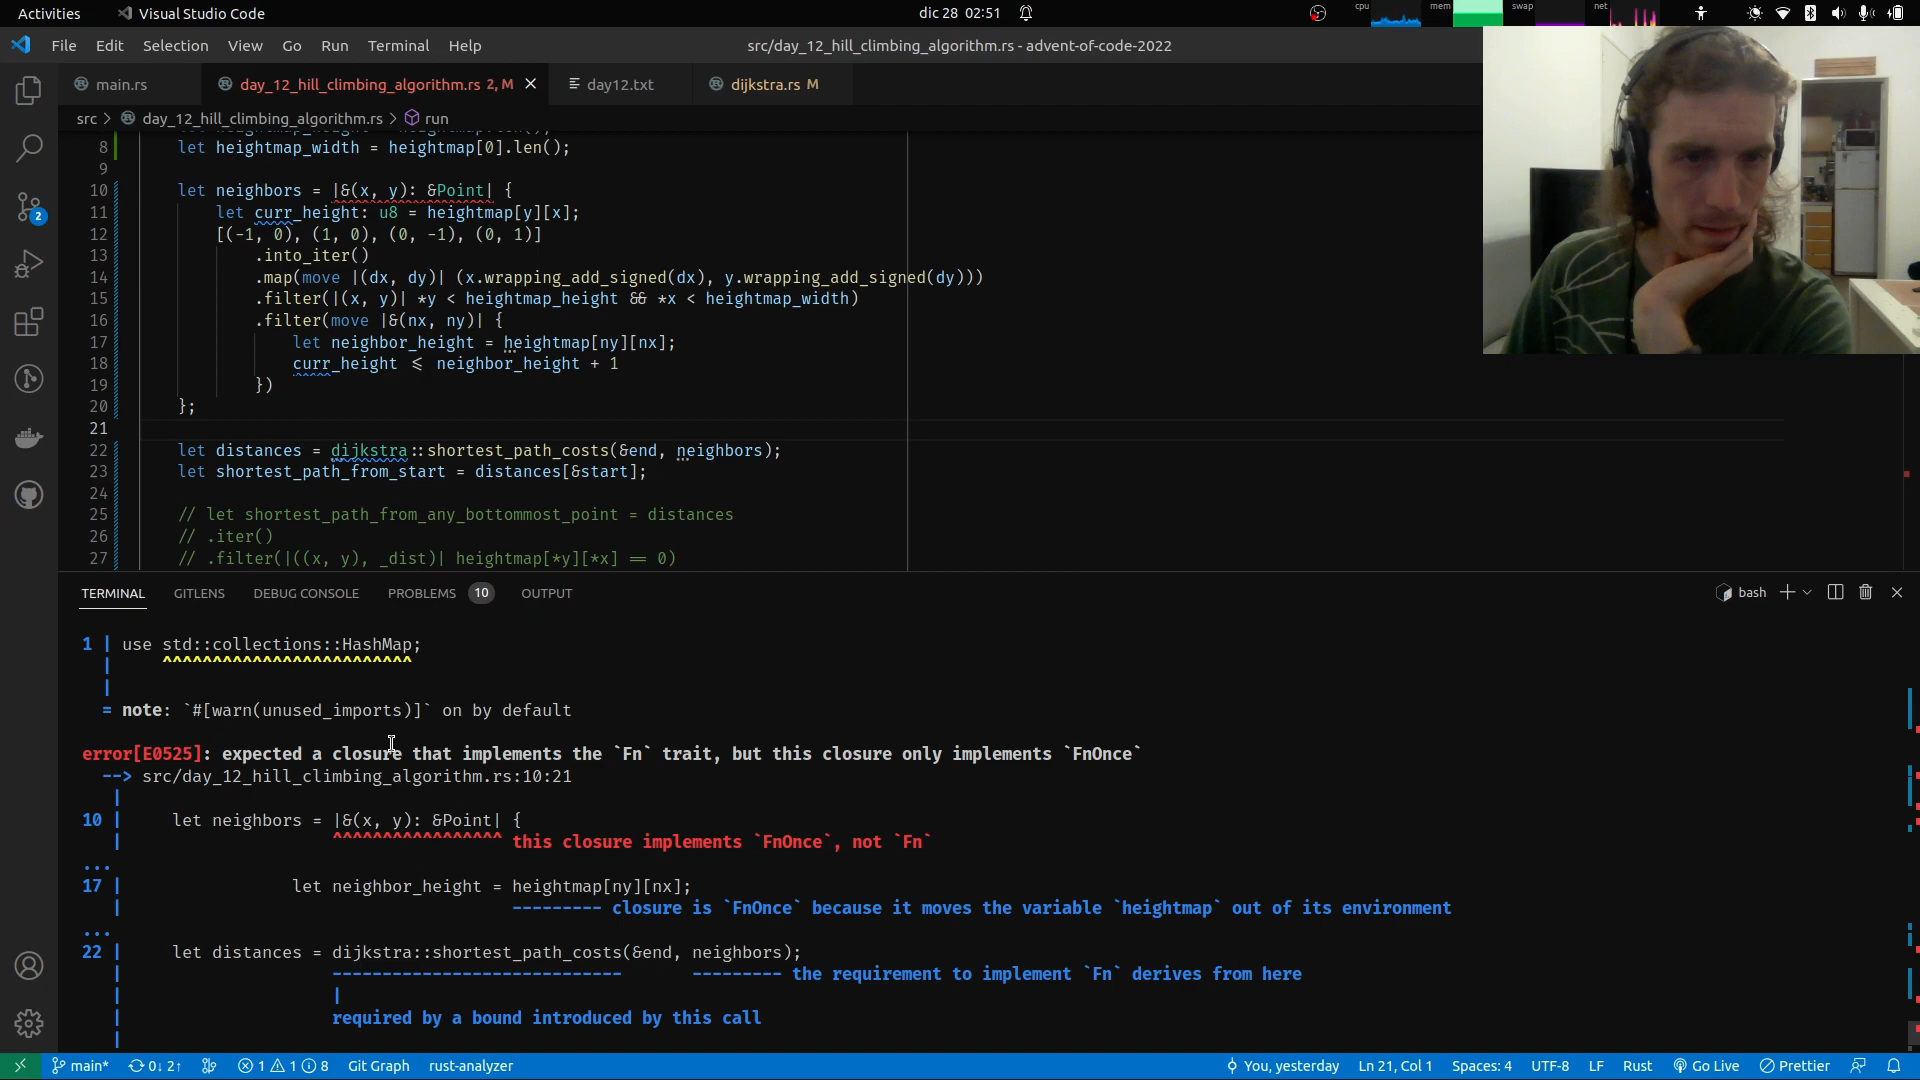 Activities
Visual Studio Code
dic 28 02:51
cpu
mem
swap
net
File Edit Selection View Go Run Terminal Help
src/day_12_hill_climbing_algorithm.rs - advent-of-code-2022
main.rs
day_12_hill_climbing_algorithm.rs 2, M
day12.txt
dijkstra.rs M
src > day_12_hill_climbing_algorithm.rs > run
8 let heightmap_width = heightmap[0].len();
9
10 let neighbors = |&(x, y): &Point| {
11 let curr_height: u8 = heightmap[y][x];
12 [(-1, 0), (1, 0), (0, -1), (0, 1)]
13 .into_iter()
14 .map(move |(dx, dy)| (x.wrapping_add_signed(dx), y.wrapping_add_signed(dy)))
15 .filter(|(x, y)| *y < heightmap_height && *x < heightmap_width)
16 .filter(move |&(nx, ny)| {
17 let neighbor_height = heightmap[ny][nx];
18 curr_height <= neighbor_height + 1
19 })
20 };
21
22 let distances = dijkstra::shortest_path_costs(&end, neighbors);
23 let shortest_path_from_start = distances[&start];
24
25 // let shortest_path_from_any_bottommost_point = distances
26 // .iter()
27 // .filter(|((x, y), _dist)| heightmap[*y][*x] == 0)
2
TERMINAL GITLENS DEBUG CONSOLE PROBLEMS 10 OUTPUT
bash
1 | use std::collections::HashMap;
| ^^^^^^^^^^^^^^^^^^^^^^^^^
|
= note: `#[warn(unused_imports)]` on by default
error[E0525]: expected a closure that implements the `Fn` trait, but this closure only implements `FnOnce`
--> src/day_12_hill_climbing_algorithm.rs:10:21
|
10 | let neighbors = |&(x, y): &Point| {
| ^^^^^^^^^^^^^^^^^ this closure implements `FnOnce`, not `Fn`
...
17 | let neighbor_height = heightmap[ny][nx];
| --------- closure is `FnOnce` because it moves the variable `heightmap` out of its environment
...
22 | let distances = dijkstra::shortest_path_costs(&end, neighbors);
| ----------------------------- --------- the requirement to implement `Fn` derives from here
| |
| required by a bound introduced by this call
|
main* 0↓ 2↑ 1 1 8 Git Graph rust-analyzer
You, yesterday Ln 21, Col 1 Spaces: 4 UTF-8 LF Rust Go Live Prettier